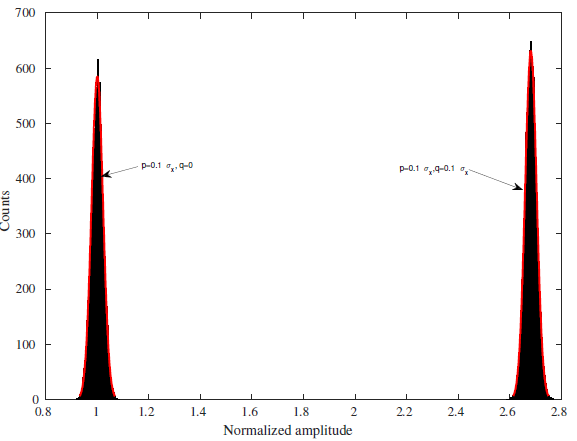 700
600
500
400
300
200
100
0
Counts
p=0.1 σx, q=0
p=0.1 σx,q=0.1 σx
0.8 1 1.2 1.4 1.6 1.8 2 2.2 2.4 2.6 2.8
Normalized amplitude